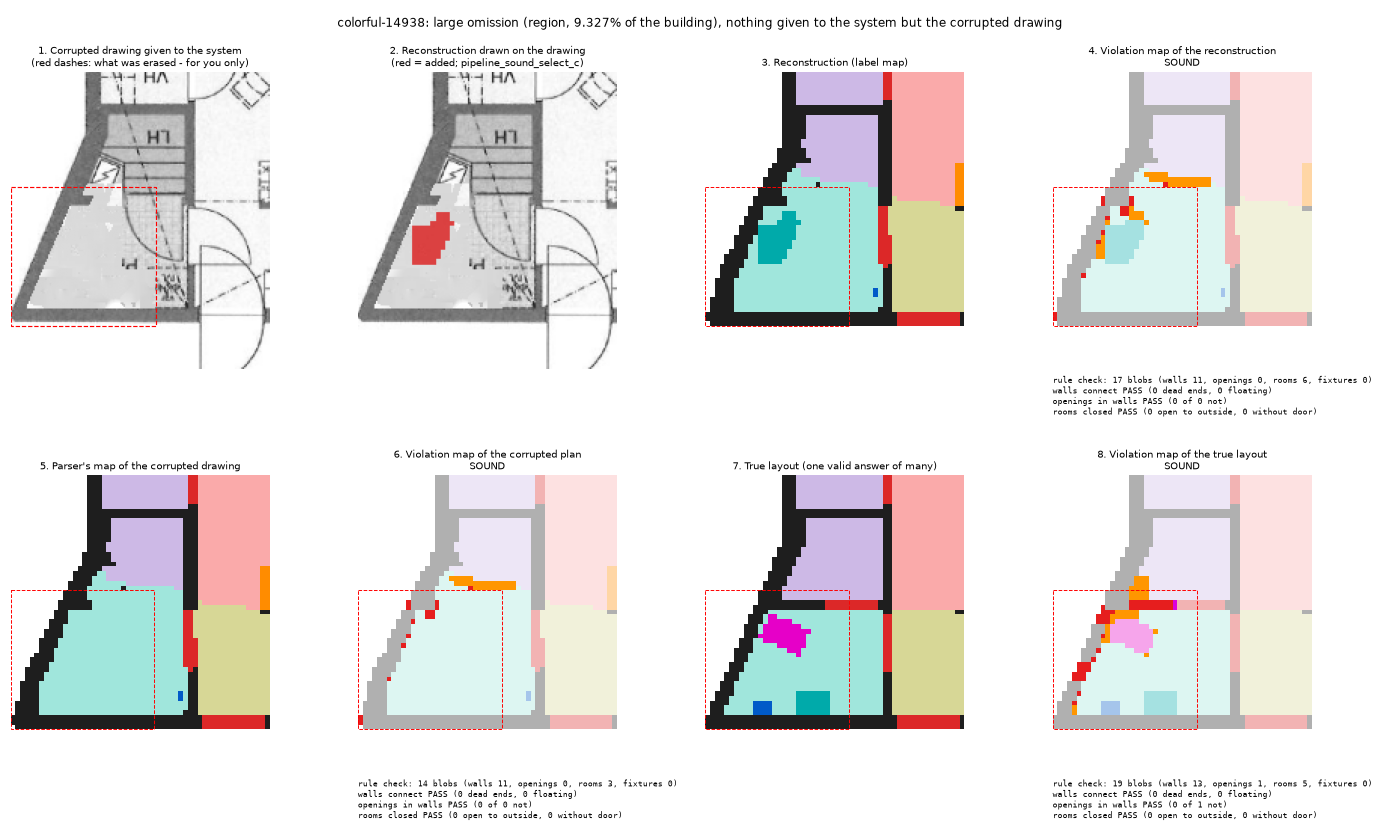 colorful-14938: large omission (region, 9.327% of the building), nothing given to the system but the corrupted drawing
1. Corrupted drawing given to the system
(red dashes: what was erased - for you only)
2. Reconstruction drawn on the drawing
(red = added; pipeline_sound_select_c)
3. Reconstruction (label map)
4. Violation map of the reconstruction
SOUND
VH
LH
VH
LH
rule check: 17 blobs (walls 11, openings 0, rooms 6, fixtures 0)
walls connect PASS (0 dead ends, 0 floating)
openings in walls PASS (0 of 0 not)
rooms closed PASS (0 open to outside, 0 without door)
5. Parser's map of the corrupted drawing
6. Violation map of the corrupted plan
SOUND
7. True layout (one valid answer of many)
8. Violation map of the true layout
SOUND
rule check: 14 blobs (walls 11, openings 0, rooms 3, fixtures 0)
walls connect PASS (0 dead ends, 0 floating)
openings in walls PASS (0 of 0 not)
rooms closed PASS (0 open to outside, 0 without door)
rule check: 19 blobs (walls 13, openings 1, rooms 5, fixtures 0)
walls connect PASS (0 dead ends, 0 floating)
openings in walls PASS (0 of 1 not)
rooms closed PASS (0 open to outside, 0 without door)